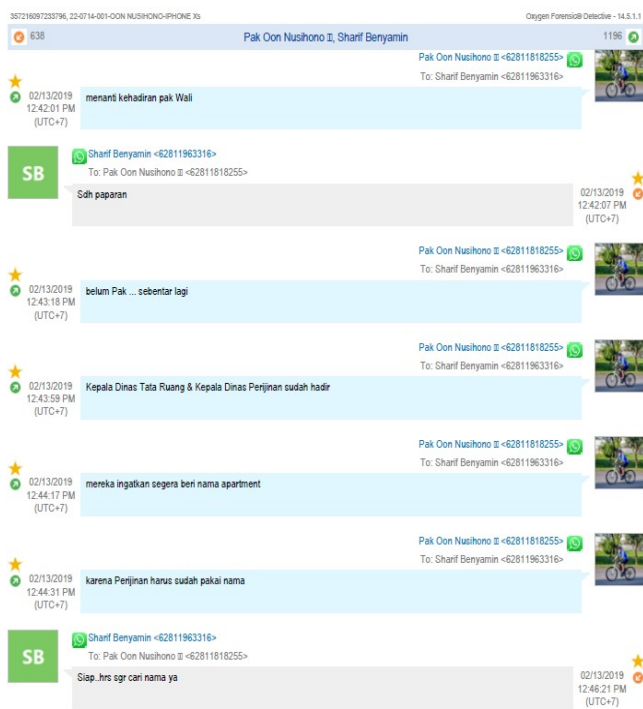 357216097233796, 22-0714-001-OON NUSIHONO-IPHONE Xs Oxygen Forensic® Detective - 14.5.1.1
638 Pak Oon Nusihono, Sharif Benyamin 1196
Pak Oon Nusihono <62811818255>
To: Sharif Benyamin <62811963316>
02/13/2019
12:42:01 PM
(UTC+7)
menanti kehadiran pak Wali
SB
Sharif Benyamin <62811963316>
To: Pak Oon Nusihono <62811818255>
Sdh paparan
02/13/2019
12:42:07 PM
(UTC+7)
Pak Oon Nusihono <62811818255>
To: Sharif Benyamin <62811963316>
02/13/2019
12:43:18 PM
(UTC+7)
belum Pak ... sebentar lagi
Pak Oon Nusihono <62811818255>
To: Sharif Benyamin <62811963316>
02/13/2019
12:43:59 PM
(UTC+7)
Kepala Dinas Tata Ruang & Kepala Dinas Perijinan sudah hadir
Pak Oon Nusihono <62811818255>
To: Sharif Benyamin <62811963316>
02/13/2019
12:44:17 PM
(UTC+7)
mereka ingatkan segera beri nama apartment
Pak Oon Nusihono <62811818255>
To: Sharif Benyamin <62811963316>
02/13/2019
12:44:31 PM
(UTC+7)
karena Perijinan harus sudah pakai nama
SB
Sharif Benyamin <62811963316>
To: Pak Oon Nusihono <62811818255>
Siap..hrs sgr cari nama ya
02/13/2019
12:46:21 PM
(UTC+7)